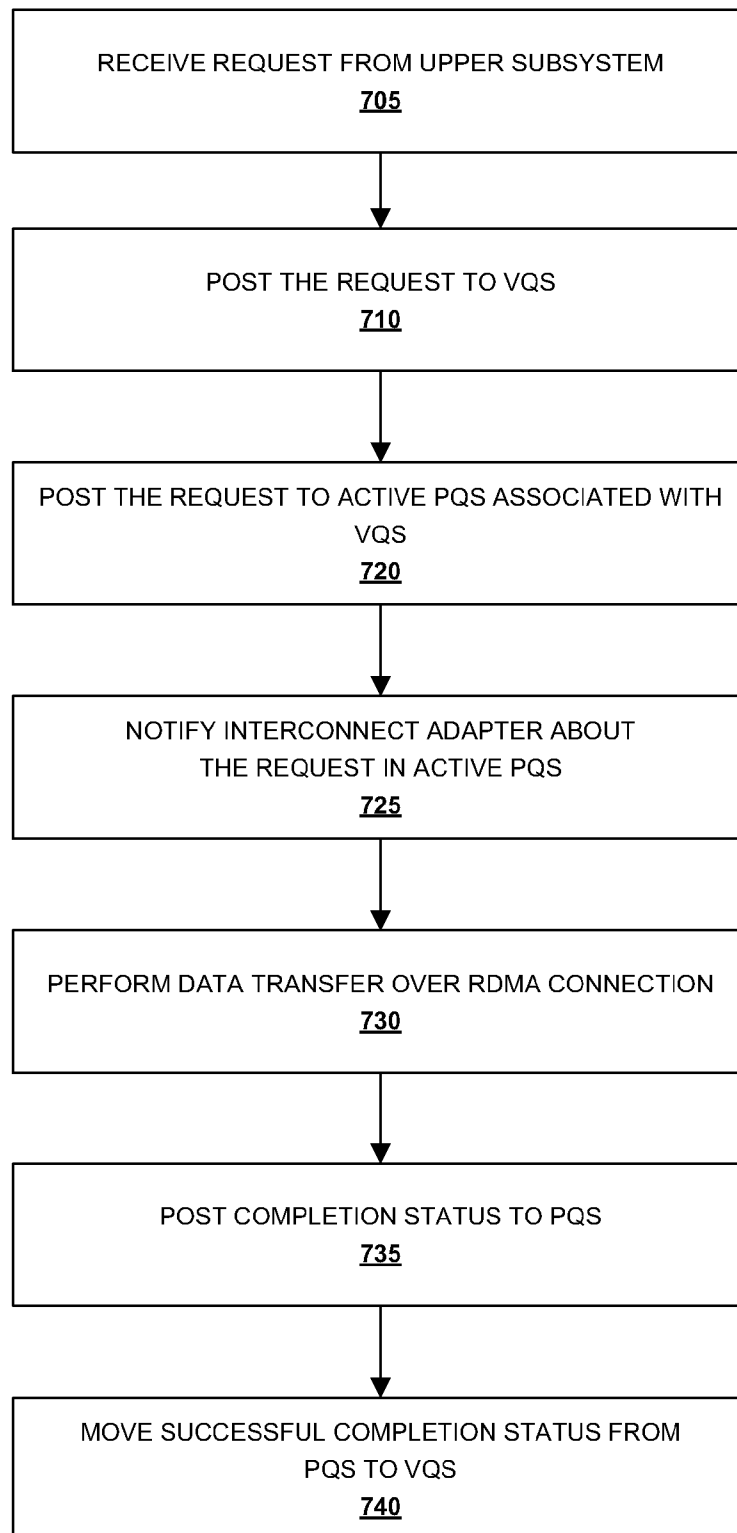 RECEIVE REQUEST FROM UPPER SUBSYSTEM
705
POST THE REQUEST TO VQS
710
POST THE REQUEST TO ACTIVE PQS ASSOCIATED WITH
VQS
720
NOTIFY INTERCONNECT ADAPTER ABOUT
THE REQUEST IN ACTIVE PQS
725
PERFORM DATA TRANSFER OVER RDMA CONNECTION
730
POST COMPLETION STATUS TO PQS
735
MOVE SUCCESSFUL COMPLETION STATUS FROM
PQS TO VQS
740